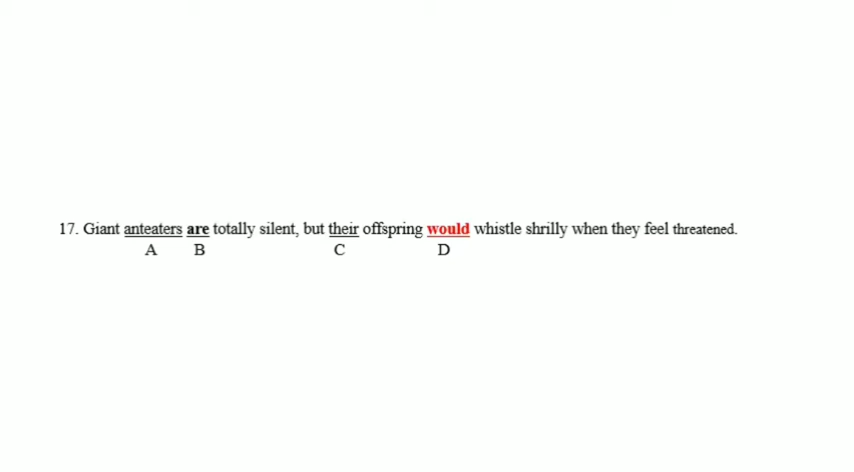 17. Giant anteaters are totally silent, but their offspring would whistle shrilly when they feel threatened.
A B C D